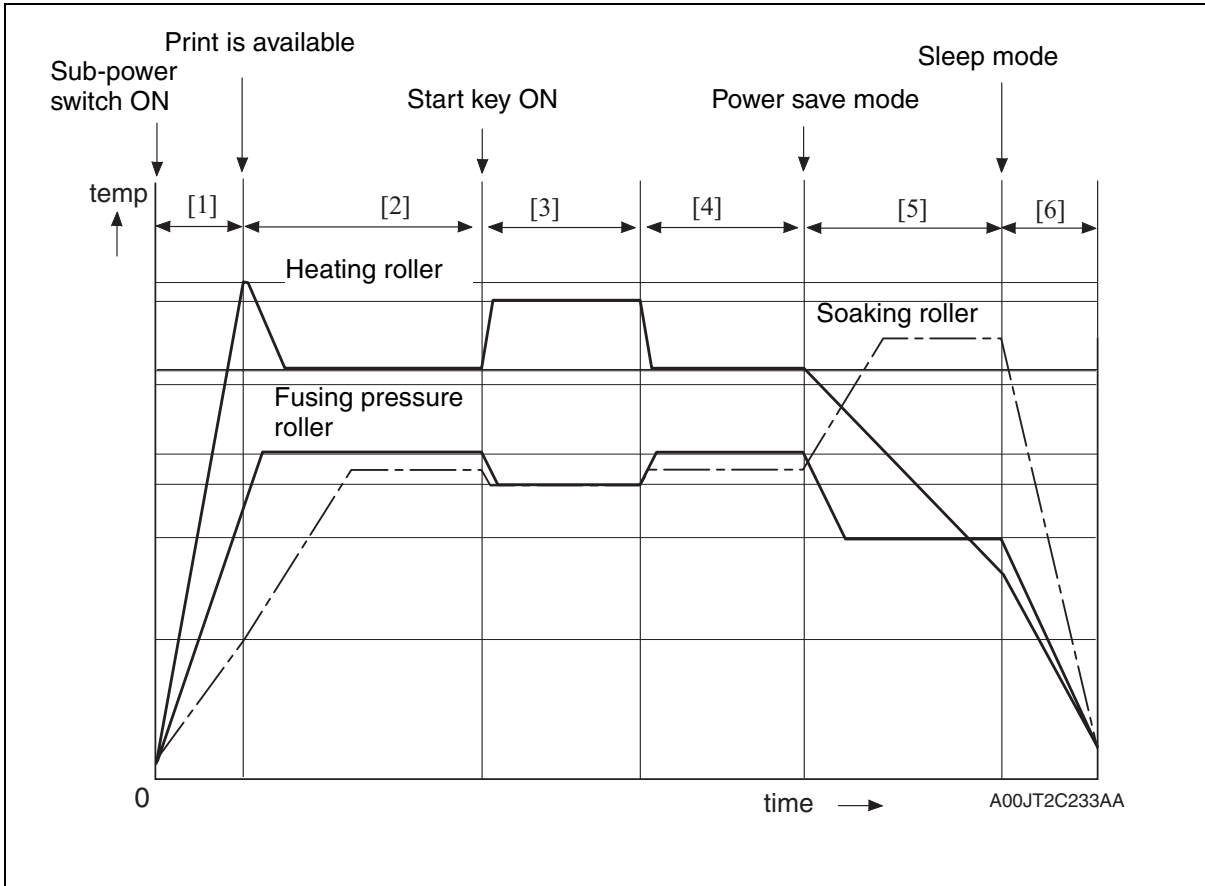 Print is available
Sub-power
switch ON
Start key ON
Power save mode
Sleep mode
temp
[1]
[2]
[3]
[4]
[5]
[6]
Heating roller
Soaking roller
Fusing pressure
roller
0
time
A00JT2C233AA